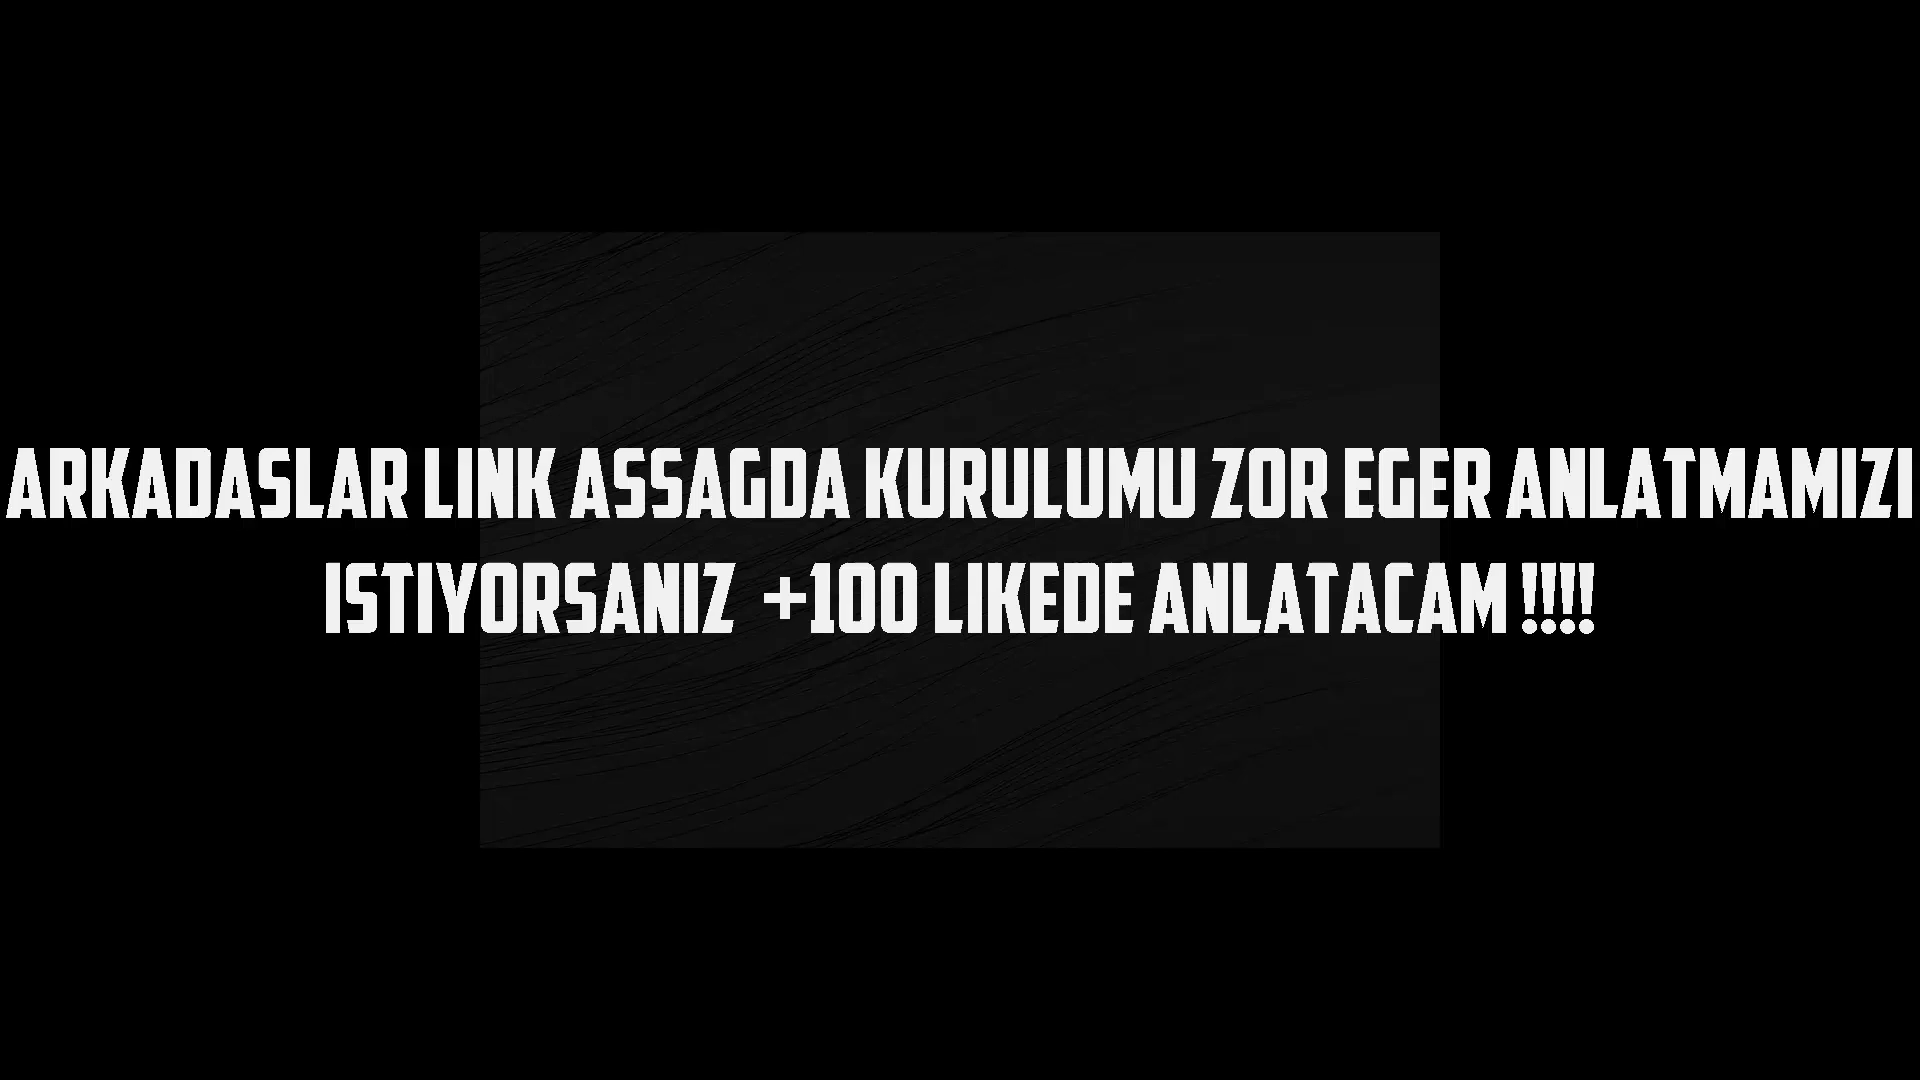 ARKADASLAR LINK ASSAGDA KURULUMU ZOR EGER ANLATMAMIZI
ISTIYORSANIZ +100 LIKEDE ANLATACAM !!!!